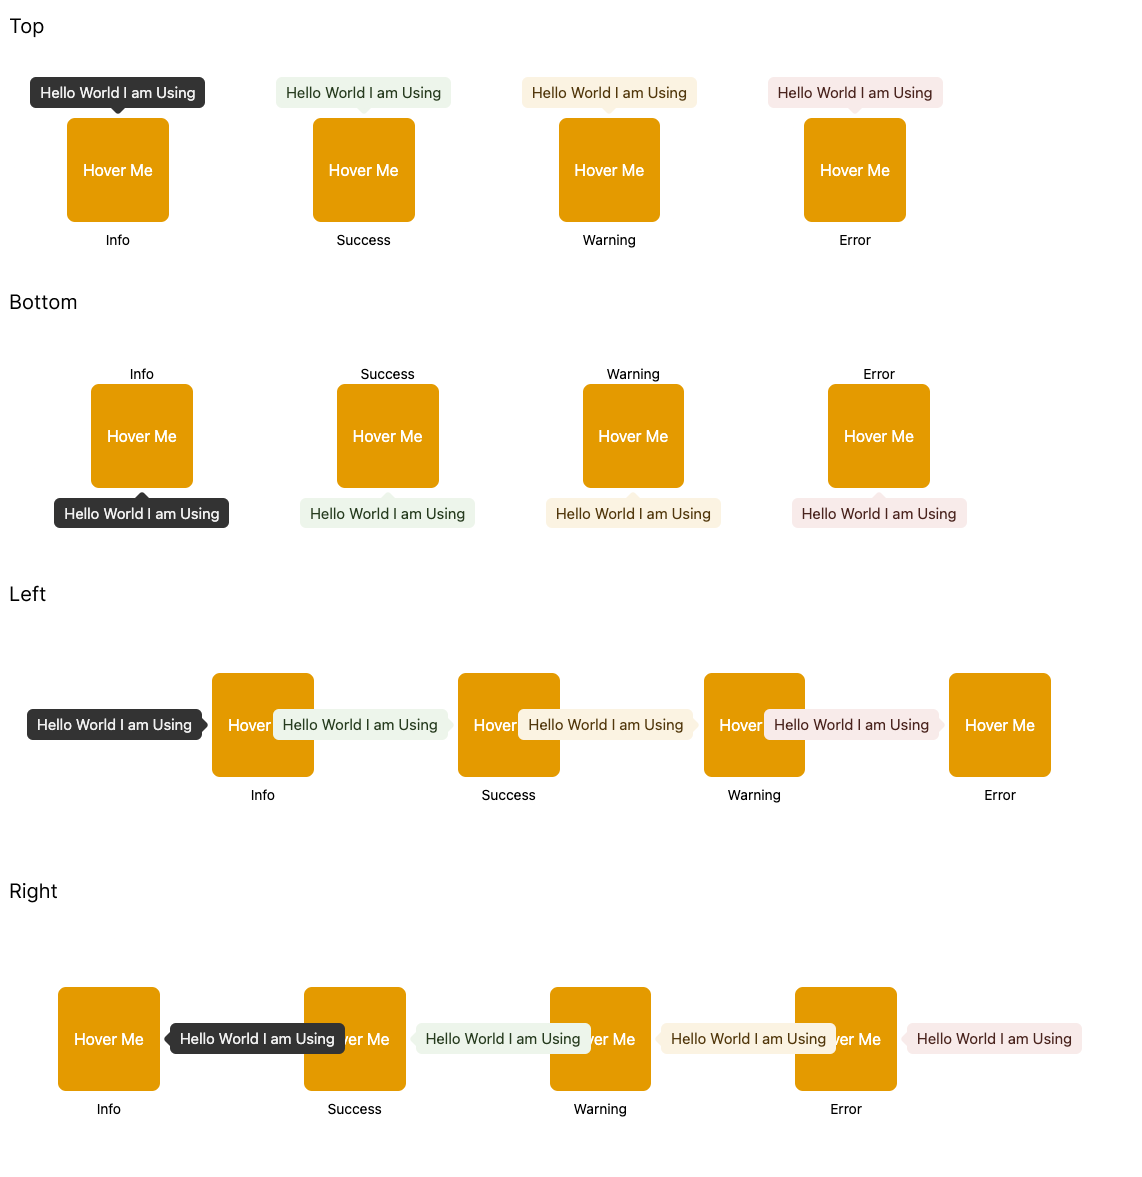 Top
Hello World I am Using
Hello World I am Using
Hello World I am Using
Hello World I am Using
Hover Me
Hover Me
Hover Me
Hover Me
Info
Success
Warning
Error
Bottom
Info
Success
Warning
Error
Hover Me
Hover Me
Hover Me
Hover Me
Hello World I am Using
Hello World I am Using
Hello World I am Using
Hello World I am Using
Left
Hello World I am Using
Hover
Hello World I am Using
Hover
Hello World I am Using
Hover
Hello World I am Using
Hover Me
Info
Success
Warning
Error
Right
Hover Me
Hello World I am Using
ver Me
Hello World I am Using
er Me
Hello World I am Using
ver Me
Hello World I am Using
Info
Success
Warning
Error